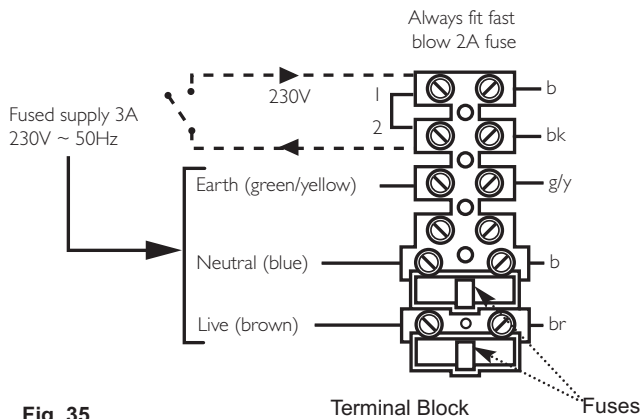 Always fit fast
blow 2A fuse
230V
1
b
Fused supply 3A
230V ~ 50Hz
2
bk
Earth (green/yellow)
g/y
Neutral (blue)
b
Live (brown)
br
Fig. 35
Terminal Block
Fuses